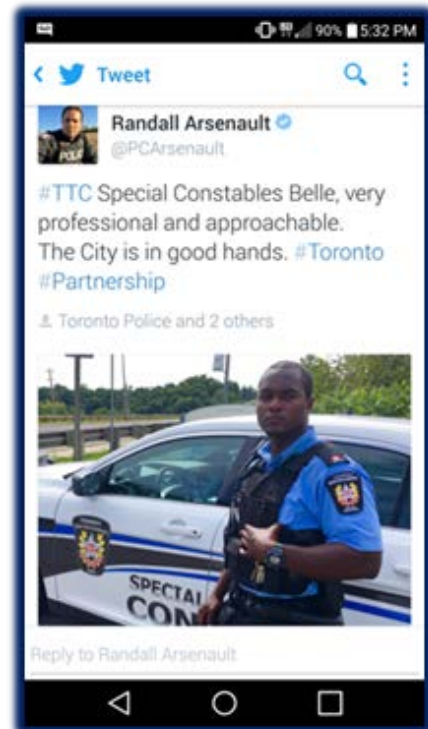 90% 5:32 PM
Tweet
Randall Arsenault
@PCArsenault
#TTC Special Constables Belle, very
professional and approachable.
The City is in good hands. #Toronto
#Partnership
Toronto Police and 2 others
SPECIAL
CON
Reply to Randall Arsenault